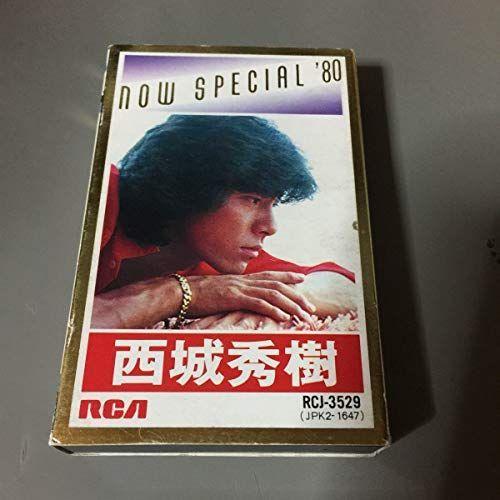 NOW SPECIAL '80
西城秀樹
RCA
RCJ-3529
(JPK2-1647)